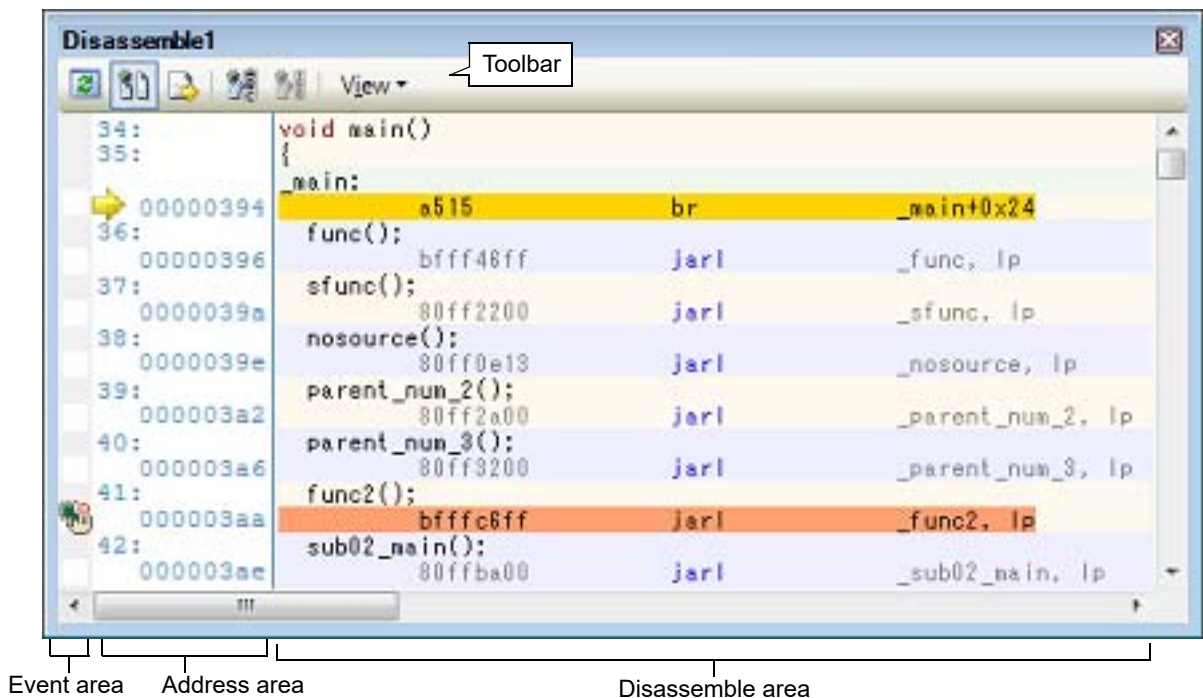 Disassemble1
View
Toolbar
34: void main()
35: {
_main:
00000394 a515 br _main+0x24
36: func();
00000396 bfff46ff jarl _func, lp
37: sfunc();
0000039a 80ff2200 jarl _sfunc, lp
38: nosource();
0000039e 80ff0e13 jarl _nosource, lp
39: parent_num_2();
000003a2 80ff2a00 jarl _parent_num_2, lp
40: parent_num_3();
000003a6 80ff3200 jarl _parent_num_3, lp
41: func2();
000003aa bfffc6ff jarl _func2, lp
42: sub02_main();
000003ae 80ffba00 jarl _sub02_main, lp
Event area
Address area
Disassemble area